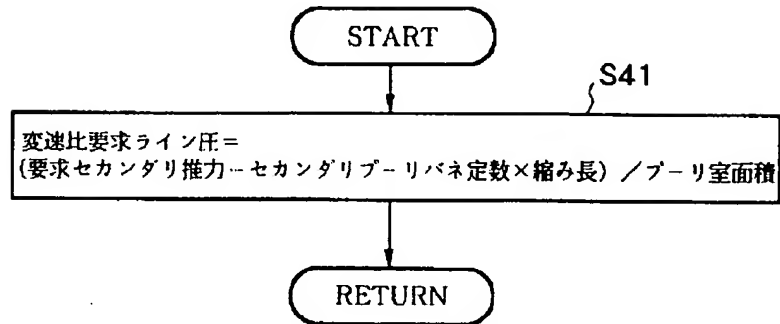 START
S41
変速比要求ライン圧=
(要求セカンダリ推力-セカンダリプーリバネ定数×縮み長)/プーリ室面積
RETURN